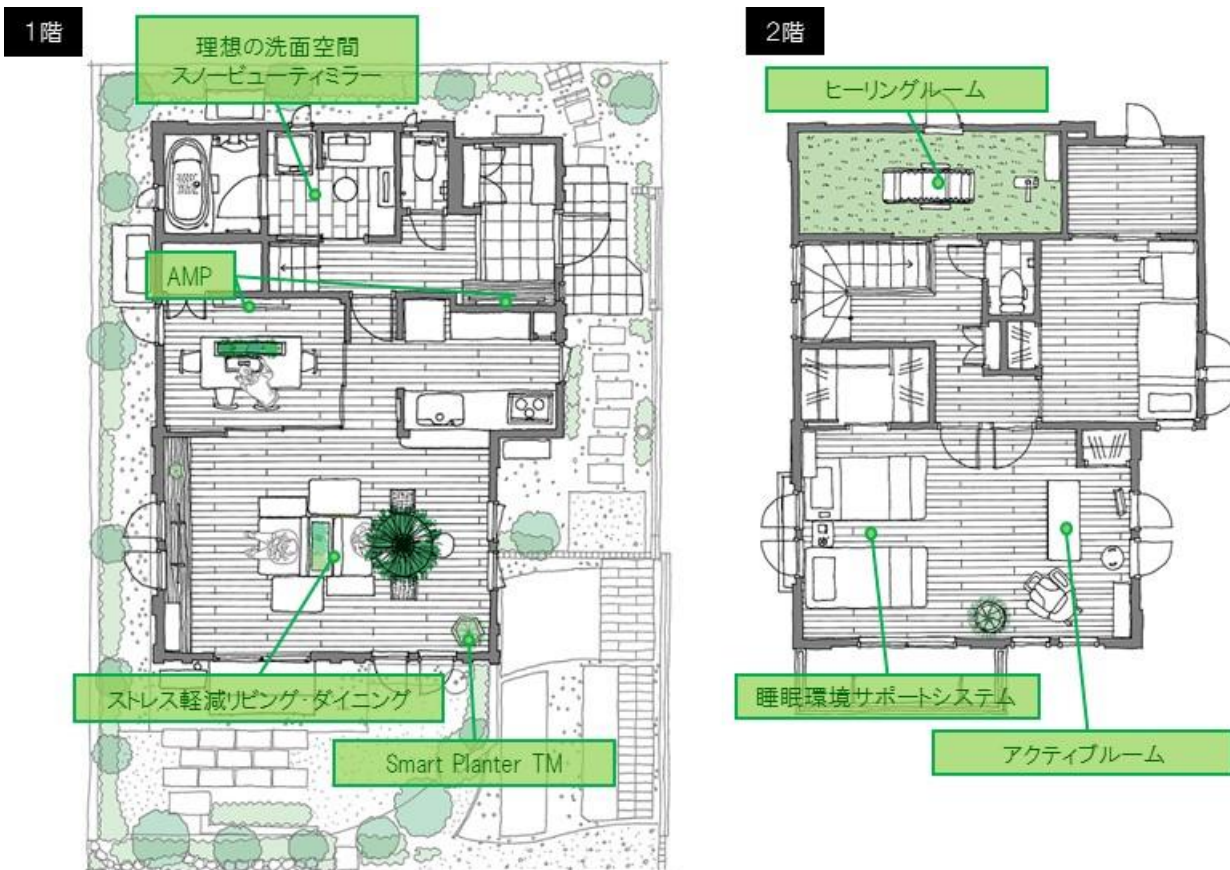 1階
理想の洗面空間
スノービューティミラー
AMP
ストレス軽減リビング・ダイニング
Smart Planter TM
2階
ヒーリングルーム
睡眠環境サポートシステム
アクティブルーム